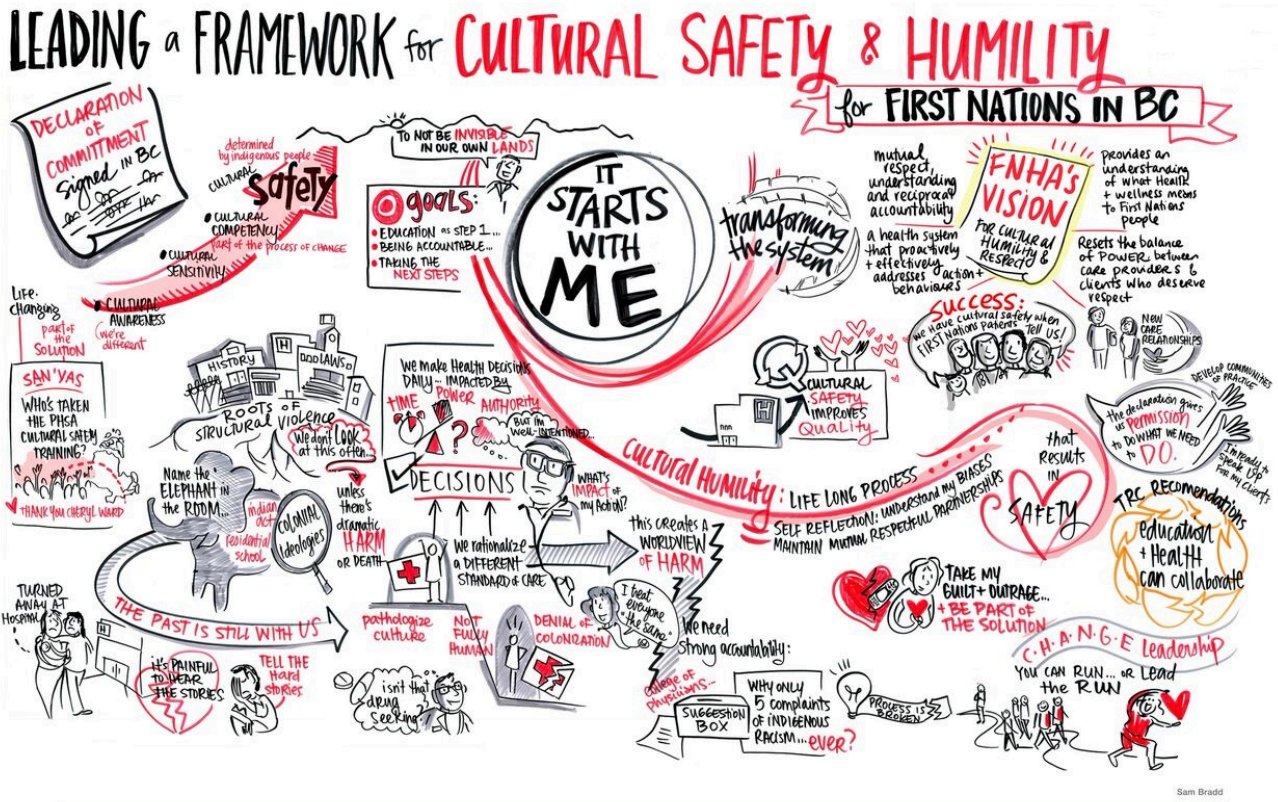 LEADING a FRAMEWORK for CULTURAL SAFETY & HUMILITY
for FIRST NATIONS IN BC
DECLARATION
OF
COMMITTMENT
Signed IN BC
determined
by indigenous people
CULTURAL
safety
• CULTURAL
COMPETENCY
part of the process of CHANGE
• CULTURAL
SENSITIVITY
• CULTURAL
AWARENESS
(we're
different
TO NOT BE INVISIBLE
IN OUR OWN LANDS
goals:
• EDUCATION as STEP 1...
• BEING ACCOUNTABLE...
• TAKING THE
NEXT STEPS
IT
STARTS
WITH
ME
transforming
the system
mutual
respect,
understanding
and reciprocal
accountability
a health system
that proactively
+ effectively
addresses action +
behaviours
FNHA'S
VISION
FOR CULTURAL
HUMILITY &
RESPECT
provides an
understanding
of what Health
+ wellness means
to First Nations
people
Resets the balance
of POWER between
care providers &
clients who deserve
respect
SUCCESS:
we have cultural safety when
FIRST NATIONS PATIENTS Tell US!
NEW
CARE
RELATIONSHIPS
Life-
changing
part of
the
SOLUTION
SAN'YAS
WHO'S TAKEN
THE PHSA
CULTURAL SAFETY
TRAINING?
THANK YOU CHERYL WARD
HISTORY
H
LAWS
ROOTS OF
STRUCTURAL VIOLENCE
We don't LOOK
at this often...
unless
there's
dramatic
HARM
OR DEATH
Name the
ELEPHANT in
the ROOM...
indian
act
residential
school
COLONIAL
Ideologies
THE PAST IS STILL WITH US
TURNED
AWAY AT
HOSPITAL
H
it's PAINFUL
TO HEAR
THE STORIES
TELL THE
Hard
stories
We make Health Decisions
DAILY... IMPACTED BY
TIME
POWER
AUTHORITY
?
BUT I'm
Well-INTENTIONED...
DECISIONS
WHAT'S
IMPACT of
my Action?
We rationalize
a DIFFERENT
STANDARD of CARE
this CREATES A
WORLDVIEW
OF HARM
pathologize
culture
NOT
FULLY
HUMAN
DENIAL OF
COLONIZATION
I treat
everyone
"the same"
isn't that
drug
seeking?
We need
strong accountability:
college of
physicians...
SUGGESTION
BOX
WHY ONLY
5 complaints
of INDIGENOUS
RACISM... ever?
PROCESS IS
BROKEN
Q
H
CULTURAL
SAFETY
IMPROVES
QUALITY
CULTURAL HUMILITY: LIFE LONG PROCESS
SELF REFLECTION: understand my BIASES
MAINTAIN MUTUAL RESPECTFUL PARTNERSHIPS
that
RESULTS
IN
SAFETY
DEVELOP COMMUNITIES
OF PRACTICE
the declaration gives
us PERMISSION
to DO WHAT WE NEED
TO DO.
I'm ready to
speak UP
FOR my clients
TRC RECOMENDATIONS
education
+ Health
can collaborate
TAKE MY
GUILT + OUTRAGE...
+ BE PART OF
THE SOLUTION
C·H·A·N·G·E Leadership
YOU CAN RUN... or LEAD
the RUN
Sam Bradd